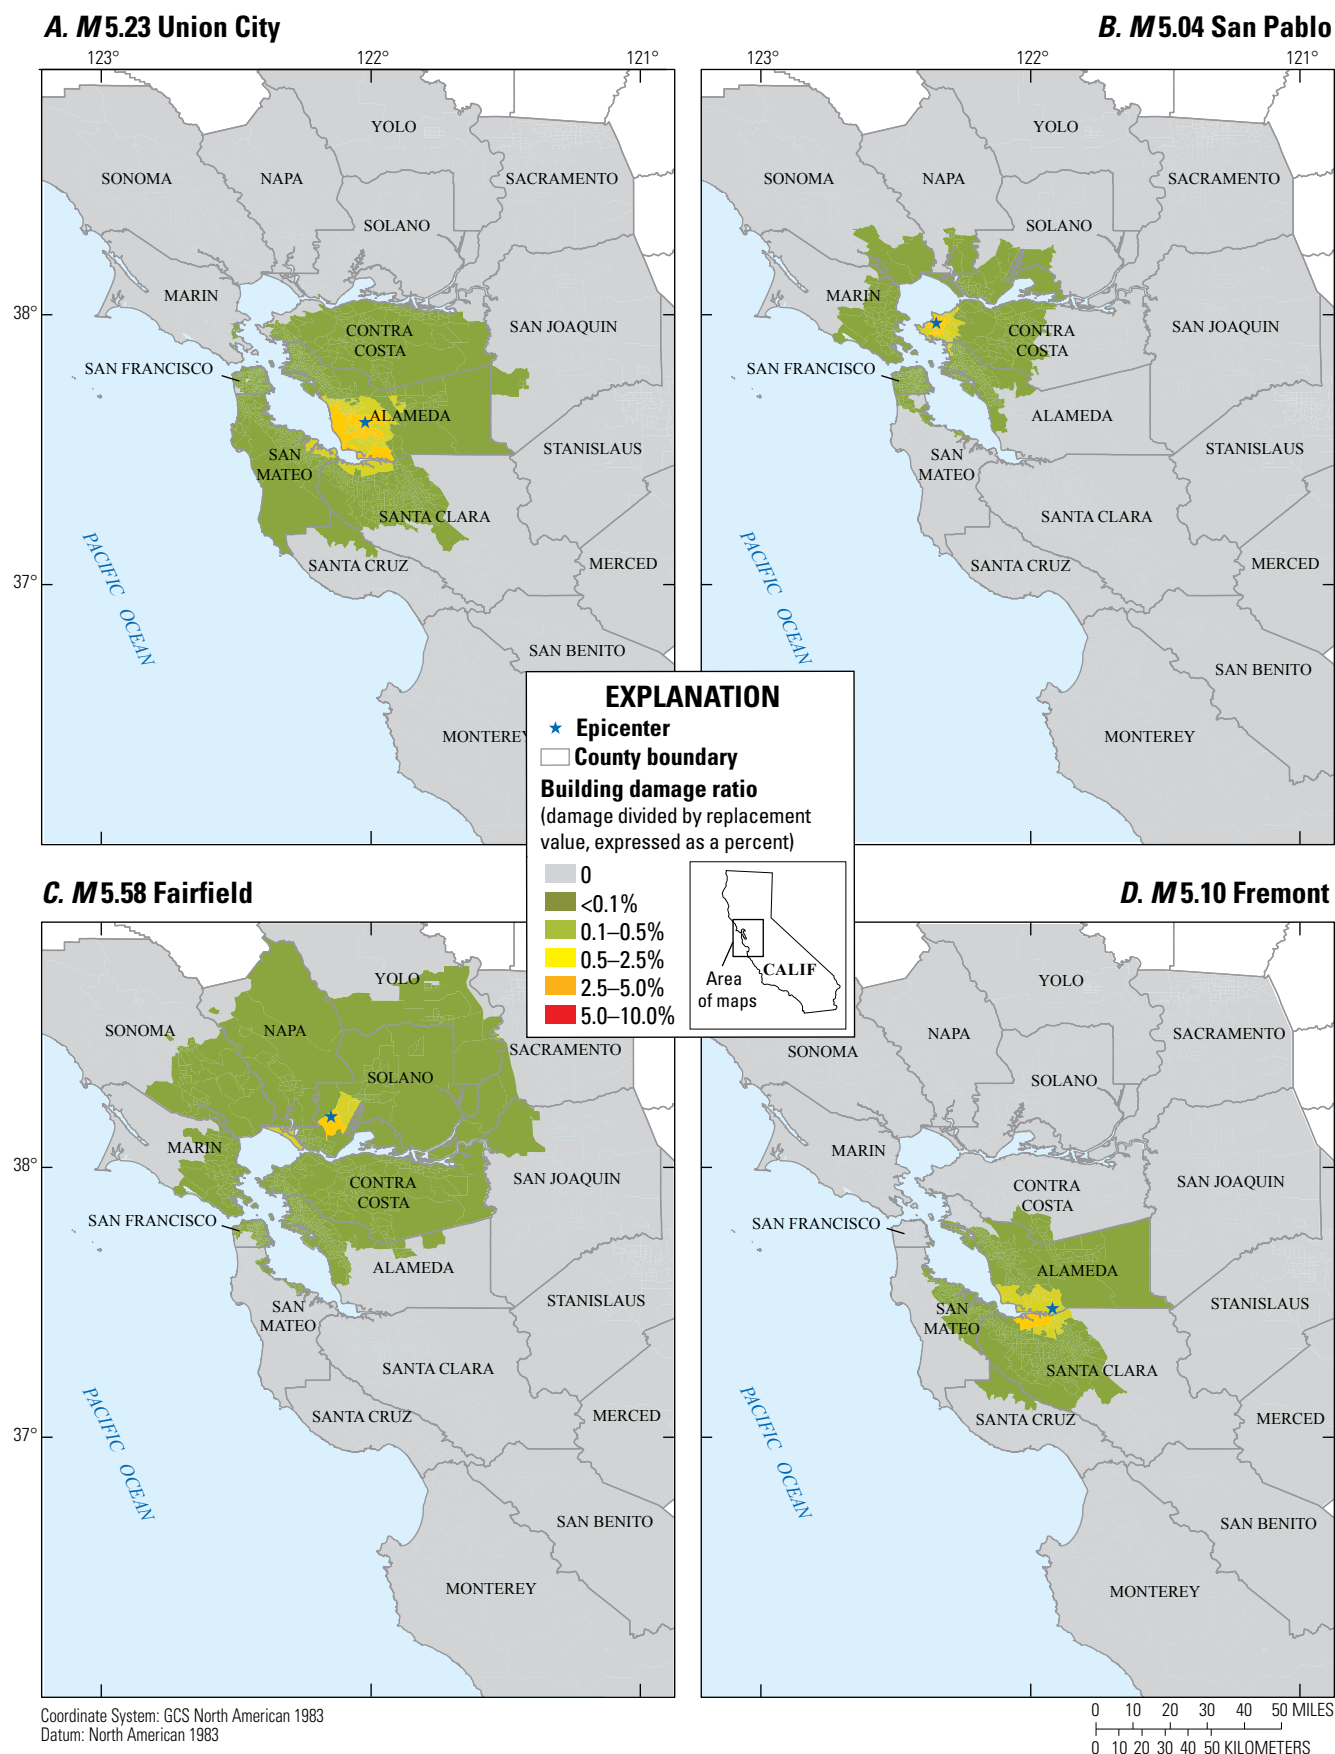 A. M 5.23 Union City
123°
122°
121°
38°
37°
YOLO
SONOMA
NAPA
SACRAMENTO
SOLANO
MARIN
CONTRA
COSTA
SAN JOAQUIN
SAN FRANCISCO
ALAMEDA
STANISLAUS
SAN
MATEO
SANTA CLARA
SANTA CRUZ
MERCED
PACIFIC OCEAN
SAN BENITO
MONTEREY
B. M 5.04 San Pablo
123°
122°
121°
YOLO
SONOMA
NAPA
SACRAMENTO
SOLANO
MARIN
CONTRA
COSTA
SAN JOAQUIN
SAN FRANCISCO
ALAMEDA
STANISLAUS
SAN
MATEO
SANTA CLARA
SANTA CRUZ
MERCED
PACIFIC OCEAN
SAN BENITO
MONTEREY
EXPLANATION
Epicenter
County boundary
Building damage ratio
(damage divided by replacement
value, expressed as a percent)
0
<0.1%
0.1–0.5%
0.5–2.5%
2.5–5.0%
5.0–10.0%
Area
of maps
CALIF
C. M 5.58 Fairfield
38°
37°
YOLO
SONOMA
NAPA
SACRAMENTO
SOLANO
MARIN
CONTRA
COSTA
SAN JOAQUIN
SAN FRANCISCO
ALAMEDA
STANISLAUS
SAN
MATEO
SANTA CLARA
SANTA CRUZ
MERCED
PACIFIC OCEAN
SAN BENITO
MONTEREY
D. M 5.10 Fremont
YOLO
SONOMA
NAPA
SACRAMENTO
SOLANO
MARIN
CONTRA
COSTA
SAN JOAQUIN
SAN FRANCISCO
ALAMEDA
STANISLAUS
SAN
MATEO
SANTA CLARA
SANTA CRUZ
MERCED
PACIFIC OCEAN
SAN BENITO
MONTEREY
Coordinate System: GCS North American 1983
Datum: North American 1983
0 10 20 30 40 50 MILES
0 10 20 30 40 50 KILOMETERS